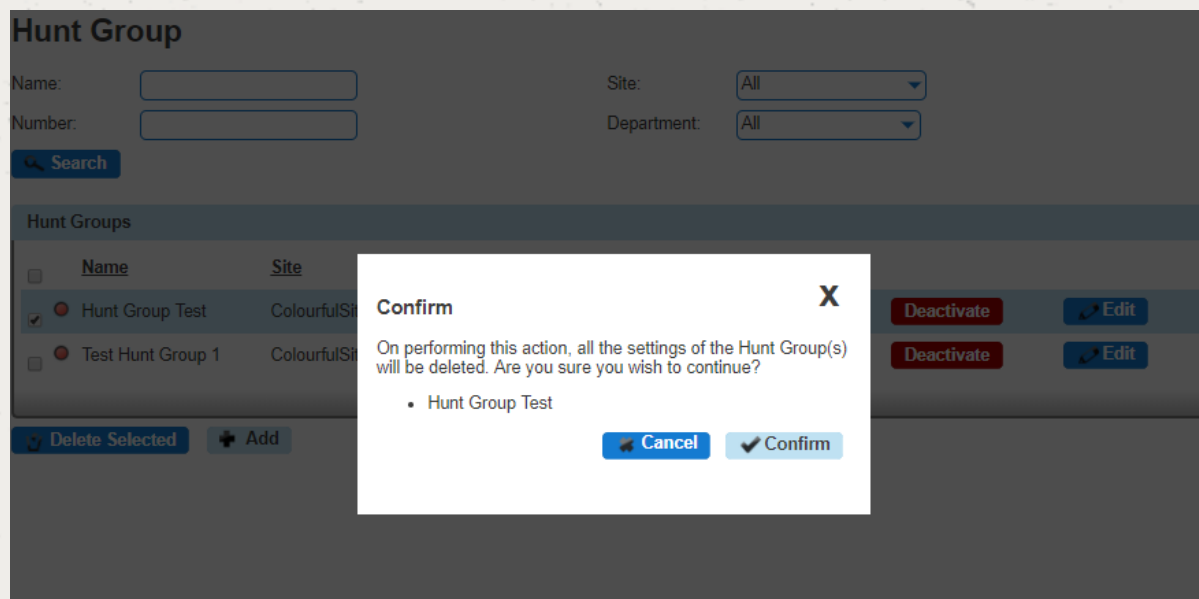 Hunt Group
Name:
Site: All
Number:
Department: All
Search
Hunt Groups
Name Site
Hunt Group Test ColourfulSit Deactivate Edit
Test Hunt Group 1 ColourfulSit Deactivate Edit
Delete Selected Add
Confirm X
On performing this action, all the settings of the Hunt Group(s)
will be deleted. Are you sure you wish to continue?
• Hunt Group Test
Cancel Confirm